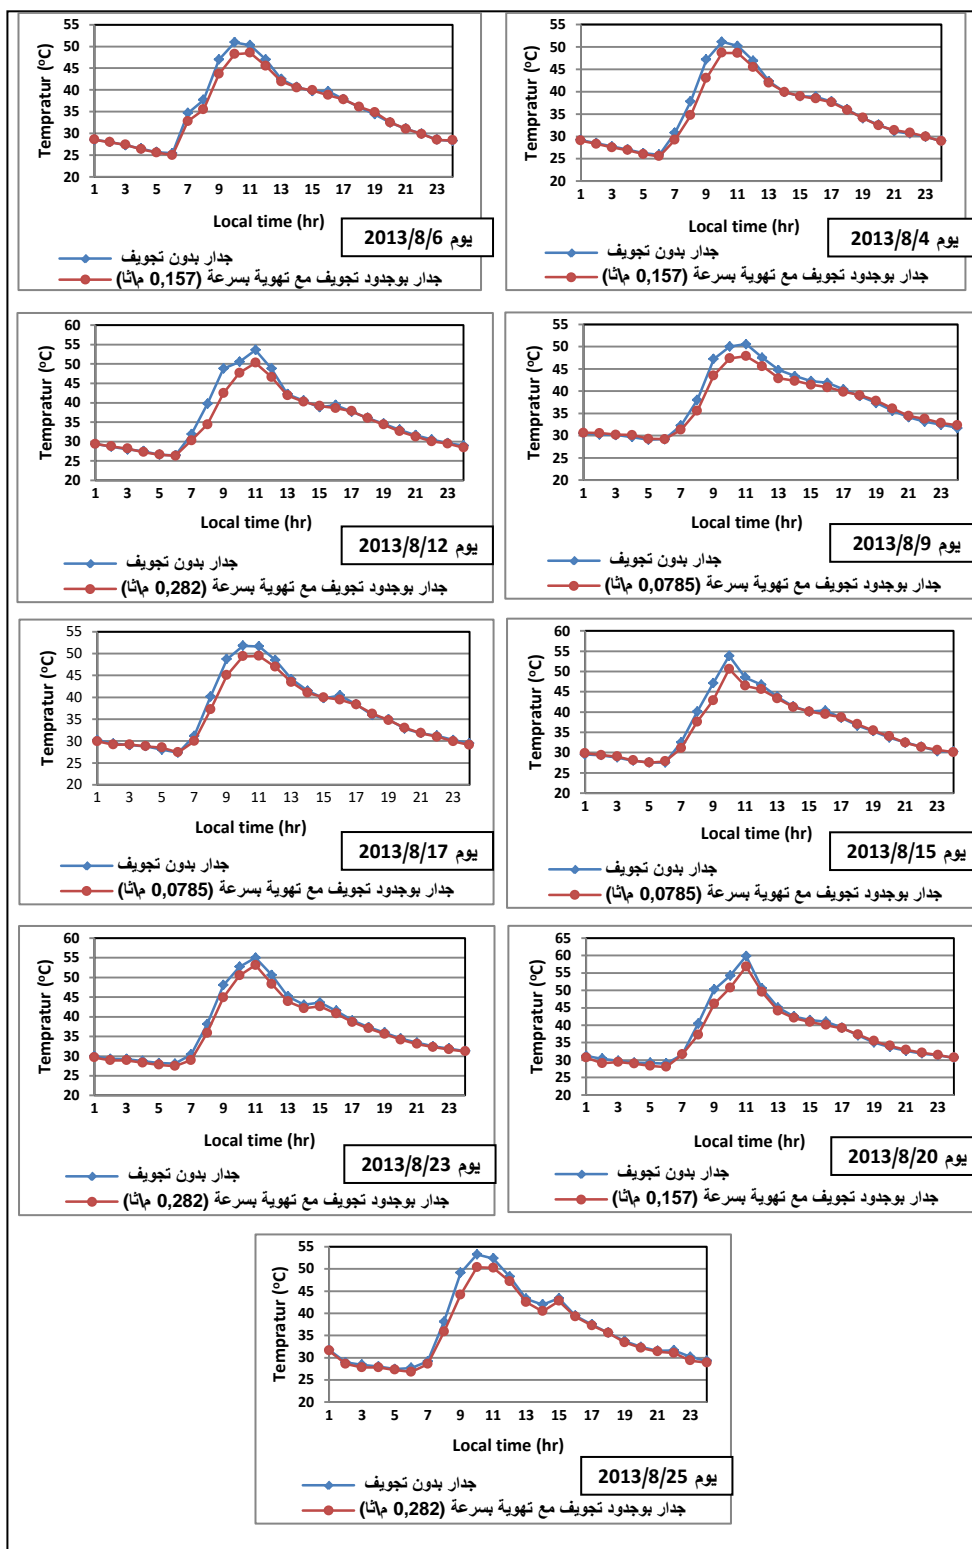 55
50
45
40
35
30
25
20
Tempratur (ºC)
1 3 5 7 9 11 13 15 17 19 21 23
Local time (hr)
يوم 2013/8/6
جدار بدون تجويف
جدار بوجدود تجويف مع تهوية بسرعة (0,157 م\ثا)
55
50
45
40
35
30
25
20
Tempratur (ºC)
1 3 5 7 9 11 13 15 17 19 21 23
Local time (hr)
يوم 2013/8/4
جدار بدون تجويف
جدار بوجدود تجويف مع تهوية بسرعة (0,157 م\ثا)
60
55
50
45
40
35
30
25
20
Tempratur (ºC)
1 3 5 7 9 11 13 15 17 19 21 23
Local time (hr)
يوم 2013/8/12
جدار بدون تجويف
جدار بوجدود تجويف مع تهوية بسرعة (0,282 م\ثا)
55
50
45
40
35
30
25
20
Tempratur (ºC)
1 3 5 7 9 11 13 15 17 19 21 23
Local time (hr)
يوم 2013/8/9
جدار بدون تجويف
جدار بوجدود تجويف مع تهوية بسرعة (0,0785 م\ثا)
55
50
45
40
35
30
25
20
Tempratur (ºC)
1 3 5 7 9 11 13 15 17 19 21 23
Local time (hr)
يوم 2013/8/17
جدار بدون تجويف
جدار بوجدود تجويف مع تهوية بسرعة (0,0785 م\ثا)
60
55
50
45
40
35
30
25
20
Tempratur (ºC)
1 3 5 7 9 11 13 15 17 19 21 23
Local time (hr)
يوم 2013/8/15
جدار بدون تجويف
جدار بوجدود تجويف مع تهوية بسرعة (0,0785 م\ثا)
60
55
50
45
40
35
30
25
20
Tempratur (ºC)
1 3 5 7 9 11 13 15 17 19 21 23
Local time (hr)
يوم 2013/8/23
جدار بدون تجويف
جدار بوجدود تجويف مع تهوية بسرعة (0,282 م\ثا)
65
60
55
50
45
40
35
30
25
20
Tempratur (ºC)
1 3 5 7 9 11 13 15 17 19 21 23
Local time (hr)
يوم 2013/8/20
جدار بدون تجويف
جدار بوجدود تجويف مع تهوية بسرعة (0,157 م\ثا)
55
50
45
40
35
30
25
20
Tempratur (ºC)
1 3 5 7 9 11 13 15 17 19 21 23
Local time (hr)
يوم 2013/8/25
جدار بدون تجويف
جدار بوجدود تجويف مع تهوية بسرعة (0,282 م\ثا)